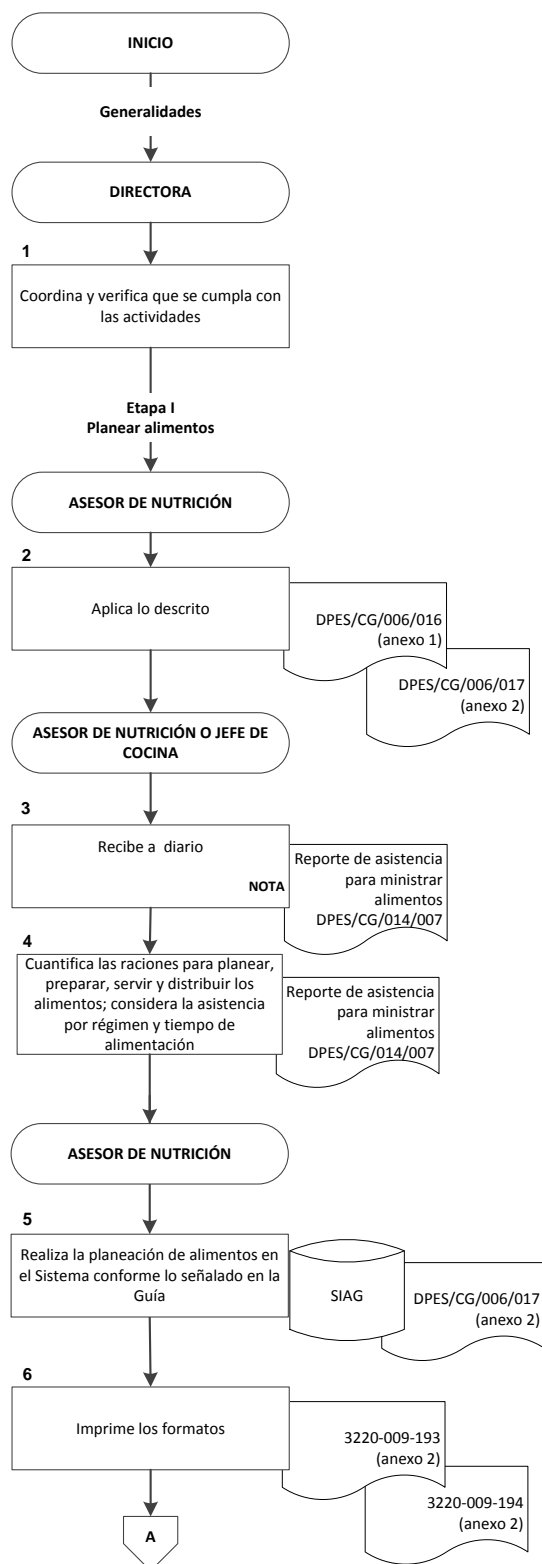 INICIO
Generalidades
DIRECTORA
1
Coordina y verifica que se cumpla con
las actividades
Etapa I
Planear alimentos
ASESOR DE NUTRICIÓN
2
Aplica lo descrito
DPES/CG/006/016
(anexo 1)
DPES/CG/006/017
(anexo 2)
ASESOR DE NUTRICIÓN O JEFE DE
COCINA
3
Recibe a  diario
NOTA
Reporte de asistencia
para ministrar
alimentos
DPES/CG/014/007
4
Cuantifica las raciones para planear,
preparar, servir y distribuir los
alimentos; considera la asistencia
por régimen y tiempo de
alimentación
Reporte de asistencia
para ministrar
alimentos
DPES/CG/014/007
ASESOR DE NUTRICIÓN
5
Realiza la planeación de alimentos en
el Sistema conforme lo señalado en la
Guía
SIAG
DPES/CG/006/017
(anexo 2)
6
Imprime los formatos
3220-009-193
(anexo 2)
3220-009-194
(anexo 2)
A